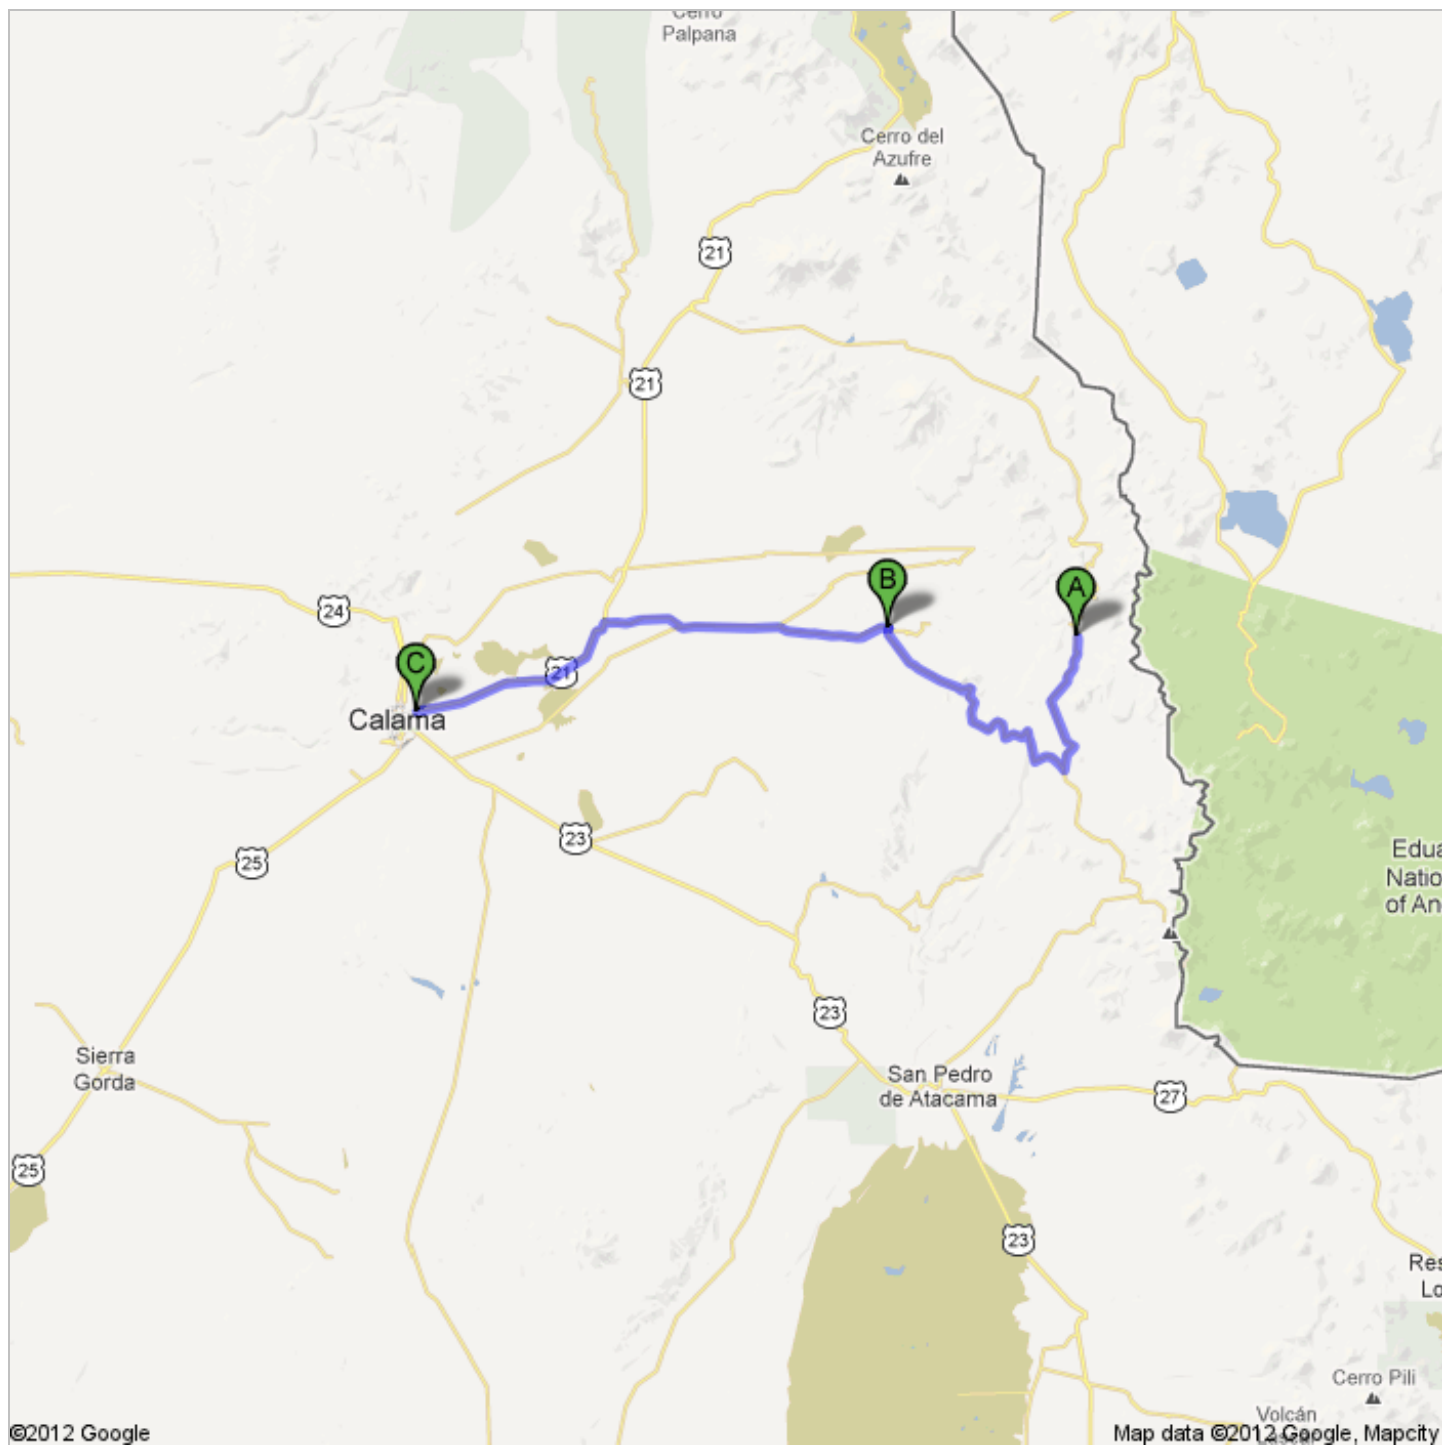 Cerro
Palpana
Cerro del
Azufre
21
21
B
A
24
C
21
Calama
23
25
Edua
Natio
of An
23
Sierra
Gorda
San Pedro
de Atacama
27
25
23
Res
Lo
Cerro Pili
Volcán
©2012 Google
Map data ©2012 Google, Mapcity